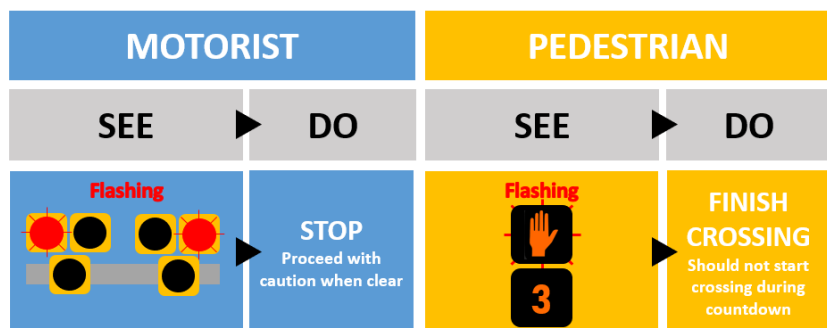 MOTORIST
PEDESTRIAN
SEE
DO
SEE
DO
Flashing
STOP
Proceed with
caution when clear
Flashing
3
FINISH
CROSSING
Should not start
crossing during
countdown